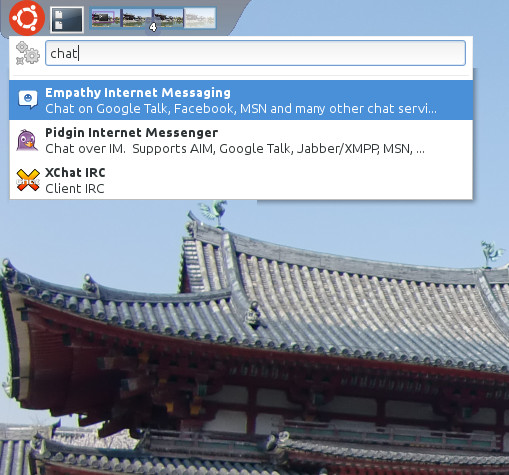 4
chat
Empathy Internet Messaging
Chat on Google Talk, Facebook, MSN and many other chat servi...
Pidgin Internet Messenger
Chat over IM.  Supports AIM, Google Talk, Jabber/XMPP, MSN, ...
XChat IRC
Client IRC